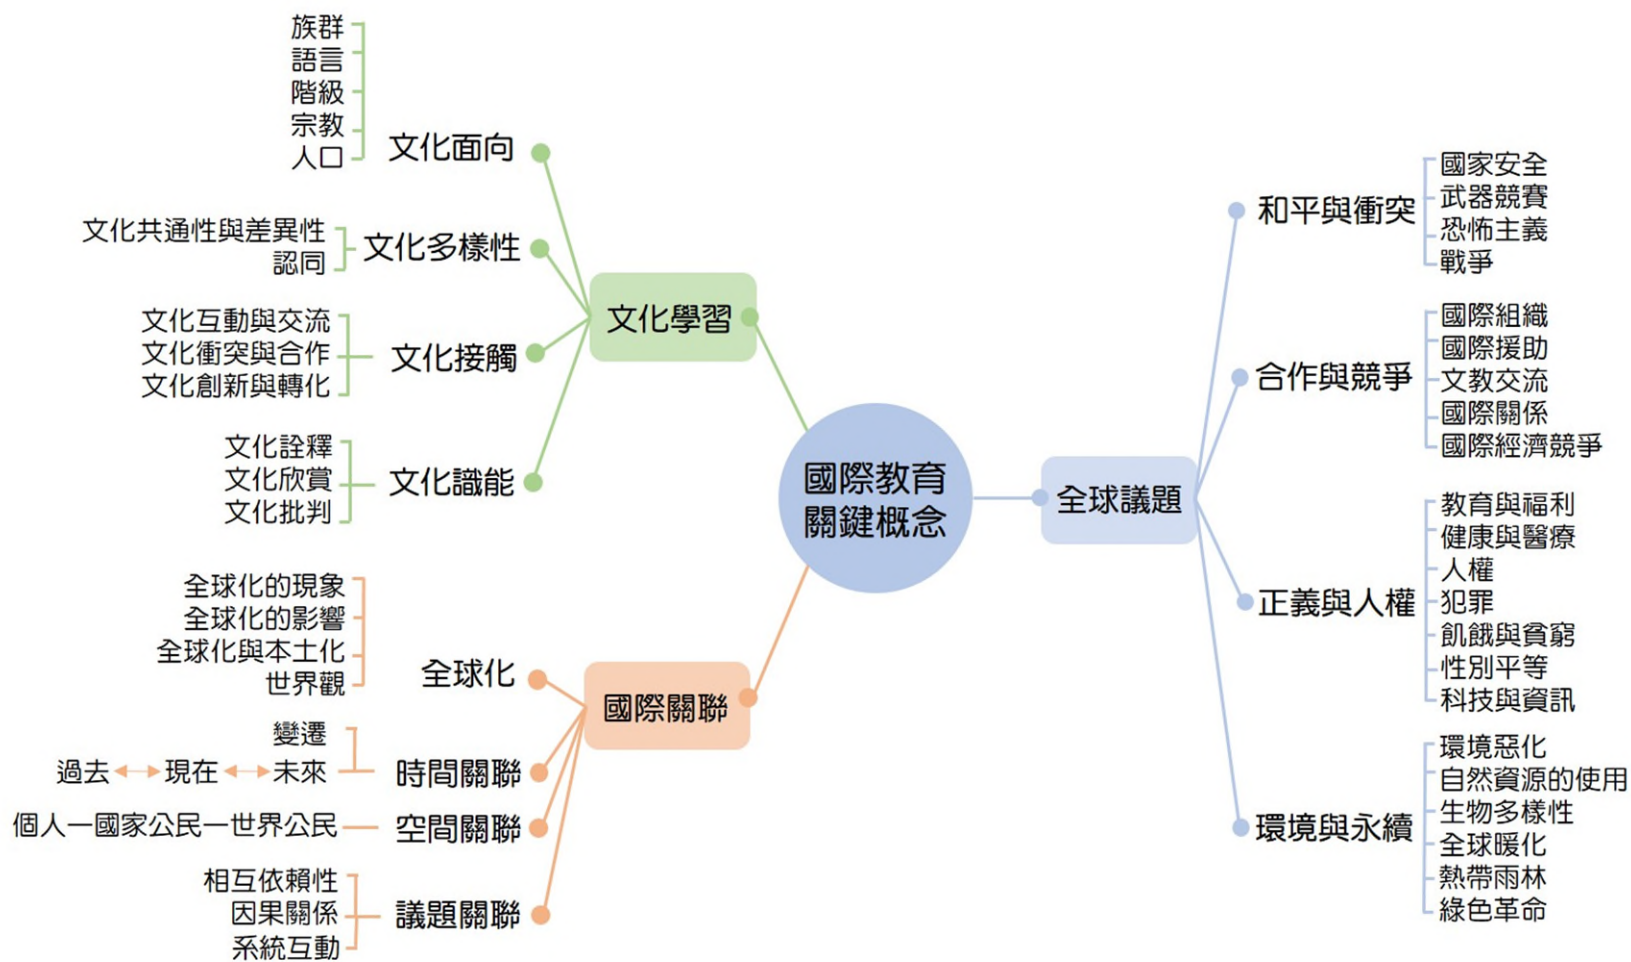 國際教育
關鍵概念
文化學習
文化面向
族群
語言
階級
宗教
人口
文化多樣性
文化共通性與差異性
認同
文化接觸
文化互動與交流
文化衝突與合作
文化創新與轉化
文化識能
文化詮釋
文化欣賞
文化批判
國際關聯
全球化
全球化的現象
全球化的影響
全球化與本土化
世界觀
時間關聯
變遷
過去 現在 未來
空間關聯
個人—國家公民—世界公民
議題關聯
相互依賴性
因果關係
系統互動
全球議題
和平與衝突
國家安全
武器競賽
恐怖主義
戰爭
合作與競爭
國際組織
國際援助
文教交流
國際關係
國際經濟競爭
正義與人權
教育與福利
健康與醫療
人權
犯罪
飢餓與貧窮
性別平等
科技與資訊
環境與永續
環境惡化
自然資源的使用
生物多樣性
全球暖化
熱帶雨林
綠色革命